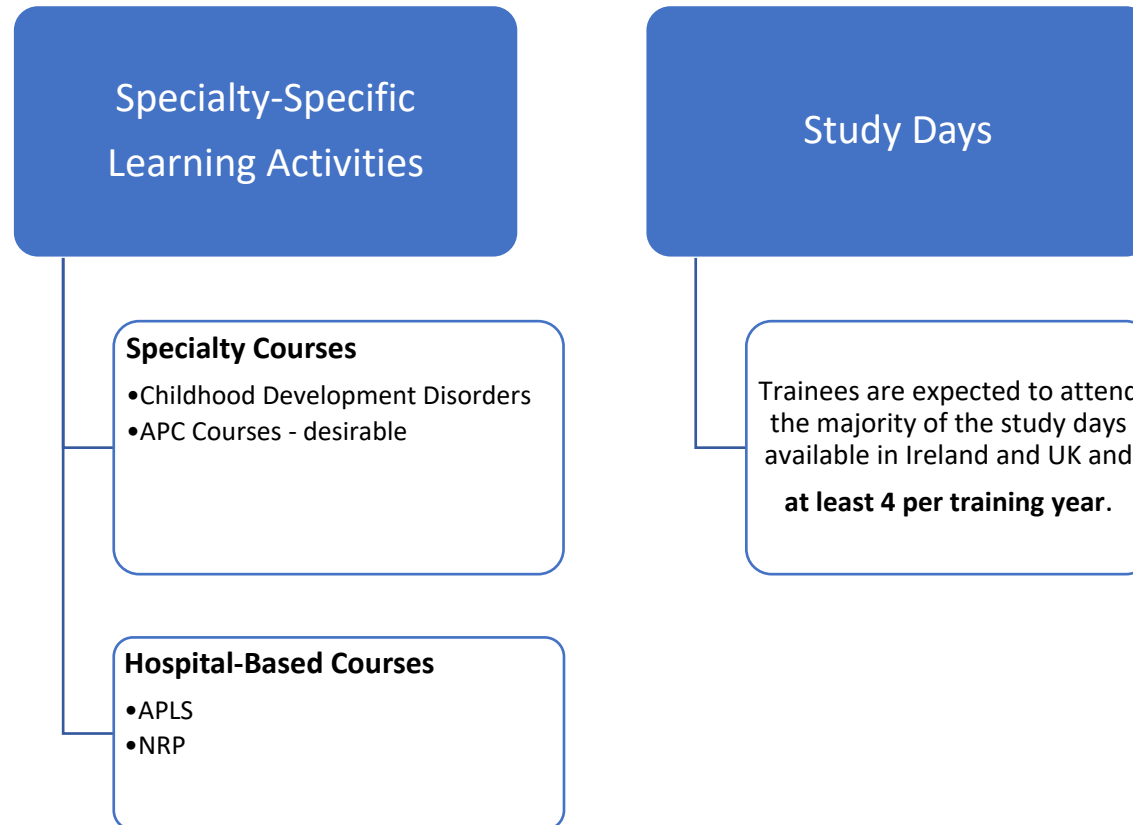 Specialty-Specific
Learning Activities
Specialty Courses
•Childhood Development Disorders
•APC Courses - desirable
Hospital-Based Courses
•APLS
•NRP
Study Days
Trainees are expected to attend
the majority of the study days
available in Ireland and UK and
at least 4 per training year.